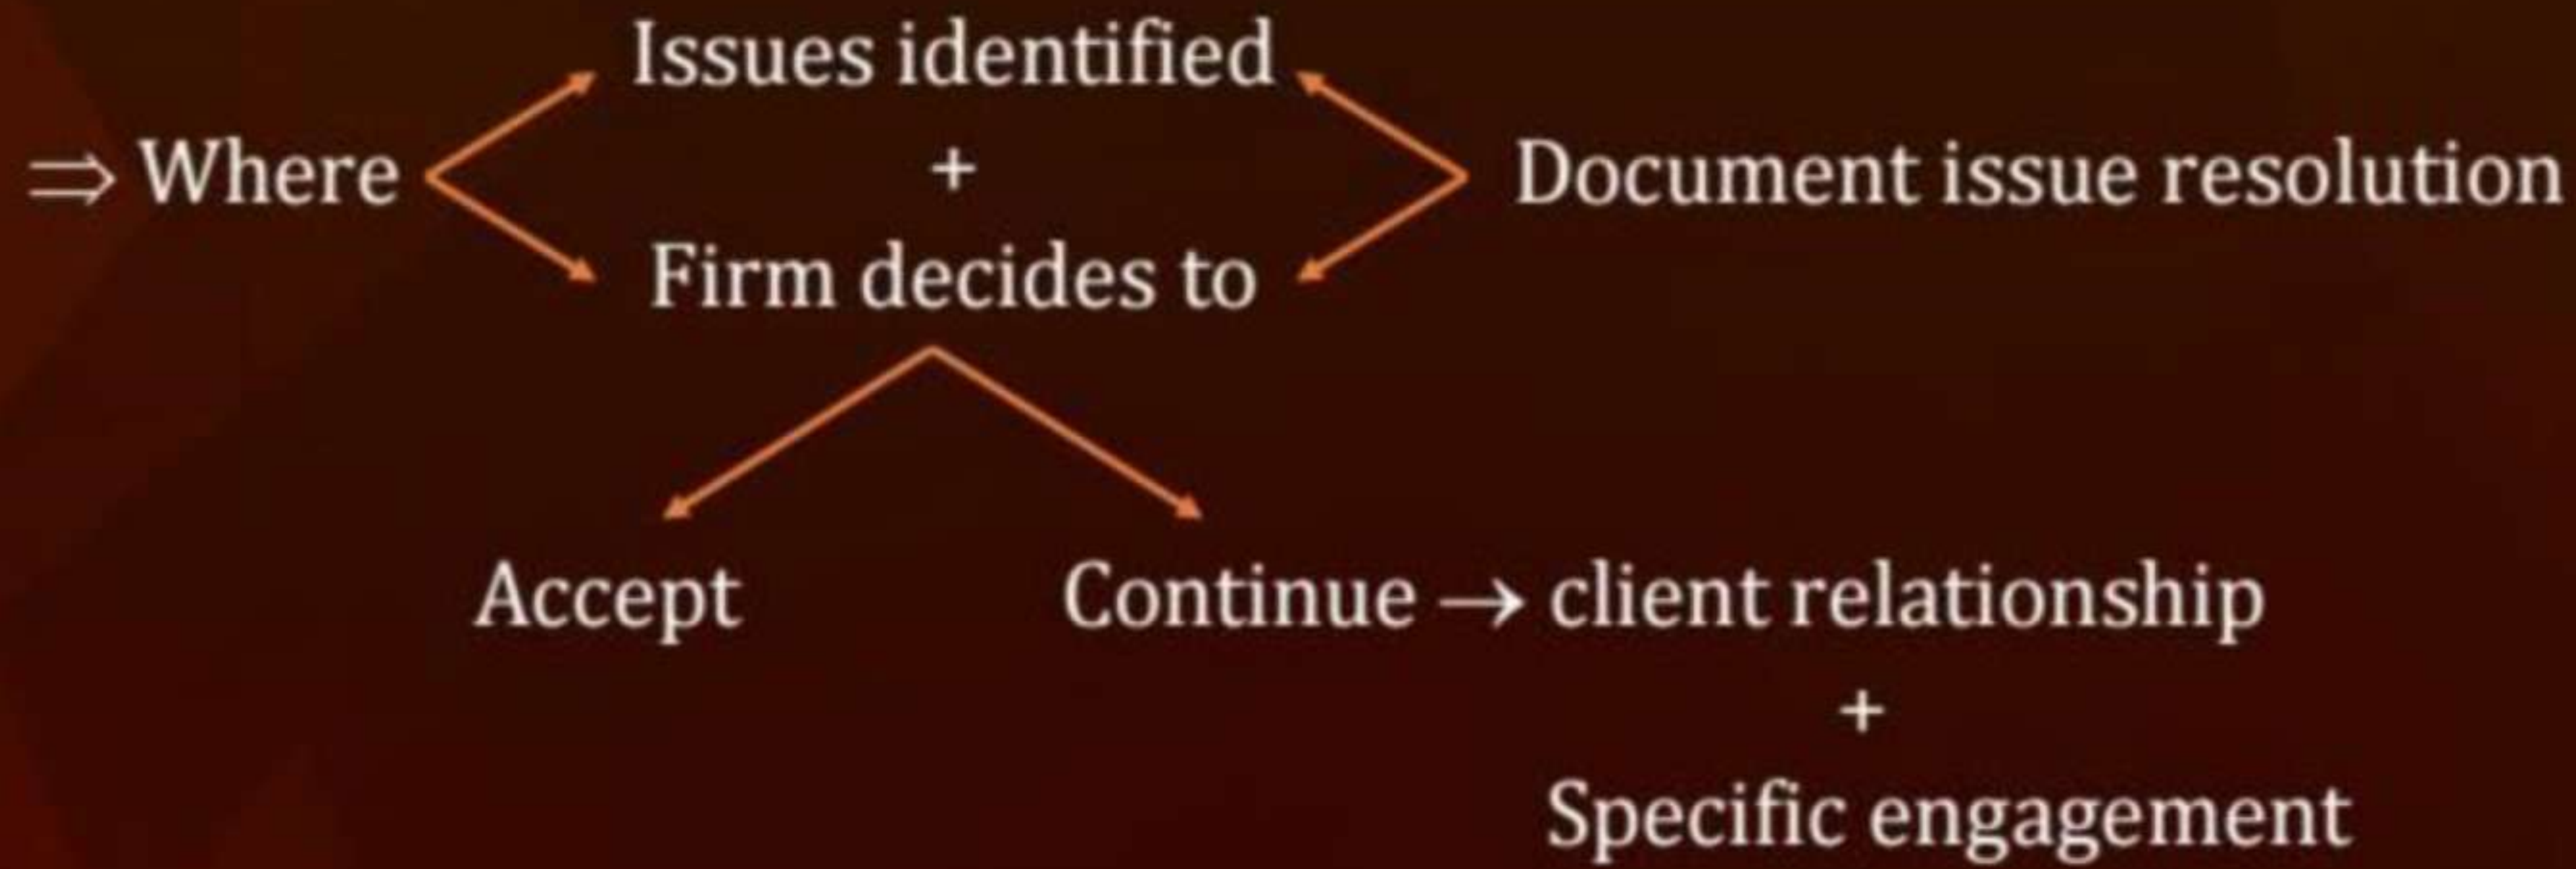 Issues identified
⇒ Where + Document issue resolution
Firm decides to
Accept Continue → client relationship
+
Specific engagement